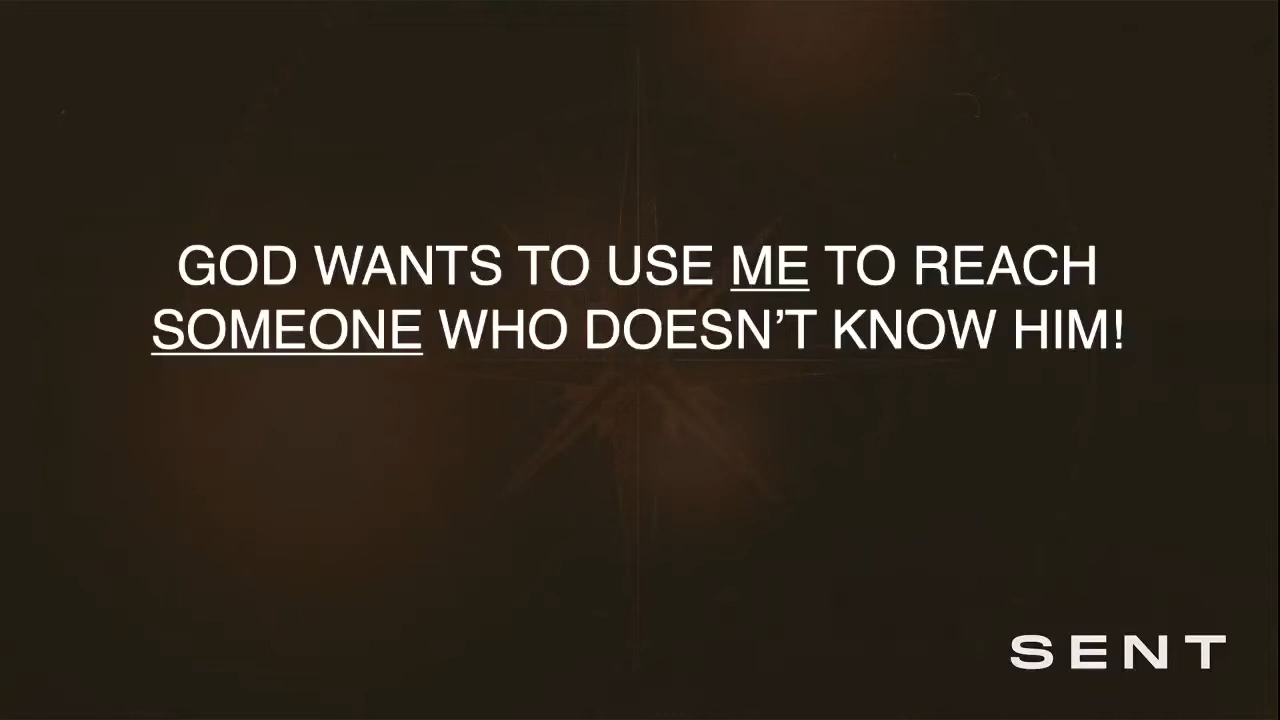 GOD WANTS TO USE ME TO REACH
SOMEONE WHO DOESN’T KNOW HIM!
SENT